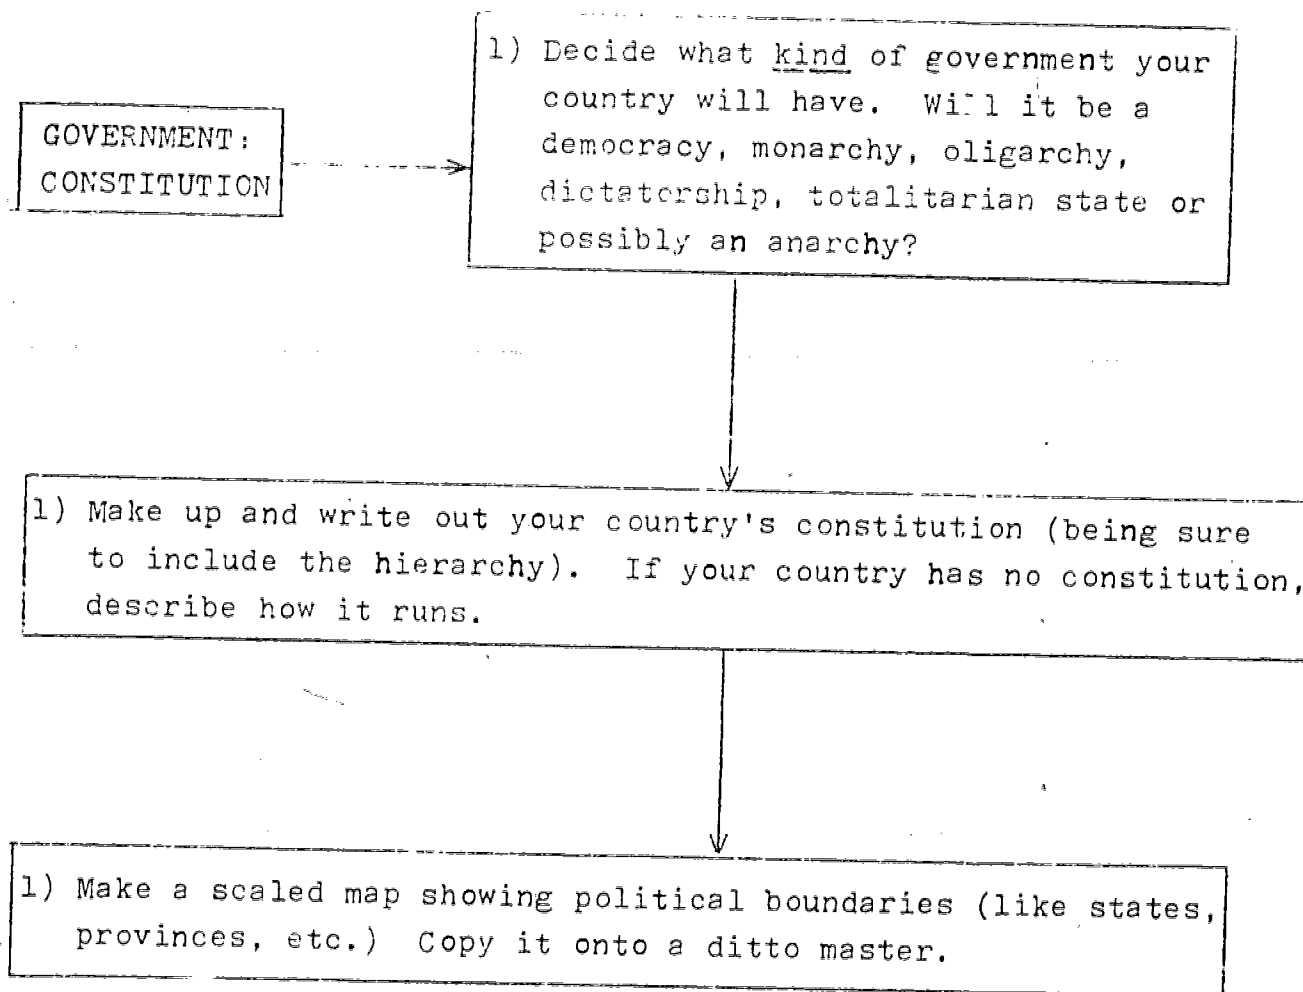 GOVERNMENT:
CONSTITUTION
1) Decide what kind of government your
country will have. Will it be a
democracy, monarchy, oligarchy,
dictatorship, totalitarian state or
possibly an anarchy?
1) Make up and write out your country's constitution (being sure
to include the hierarchy). If your country has no constitution,
describe how it runs.
1) Make a scaled map showing political boundaries (like states,
provinces, etc.) Copy it onto a ditto master.